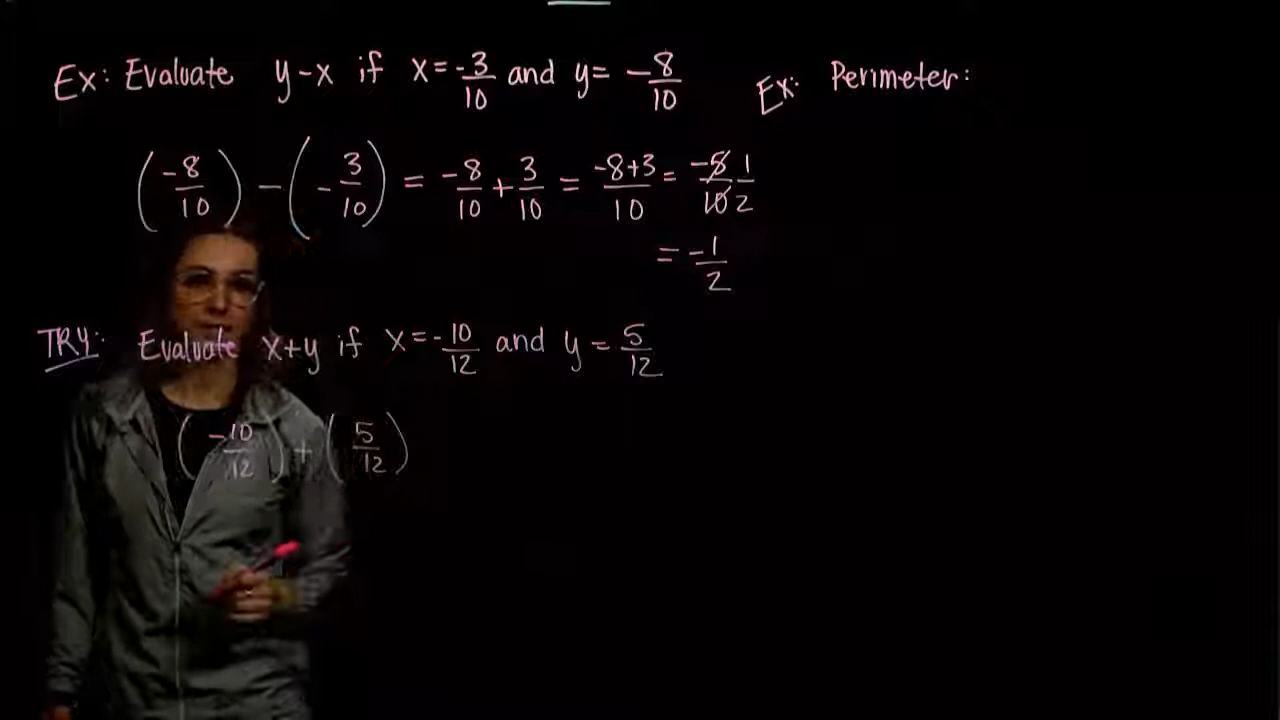 Ex: Evaluate y-x if x = -3/10 and y = -8/10
(-8/10) - (-3/10) = -8/10 + 3/10 = -8+3/10 = -5/10 1/2
= -1/2
TRY: Evaluate x+y if x = -10/12 and y = 5/12
(-10/12) + (5/12)
Ex: Perimeter: